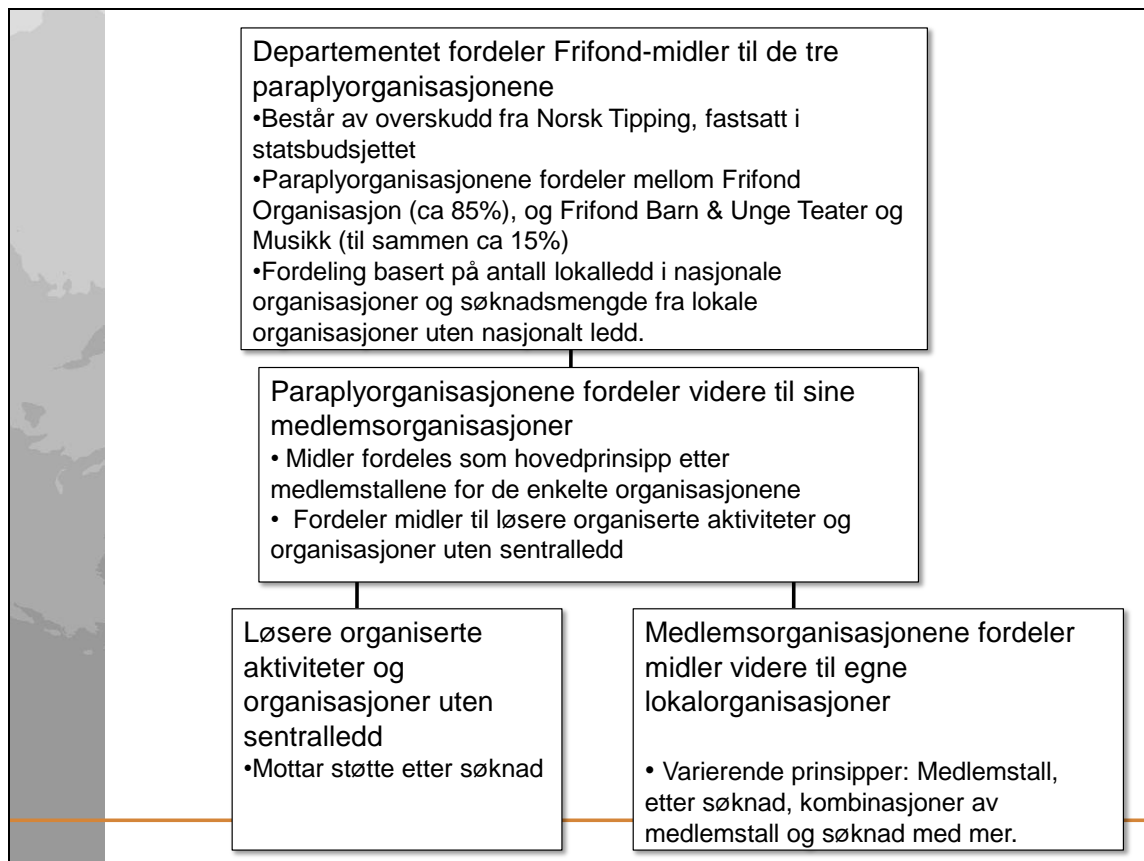 Departementet fordeler Frifond-midler til de tre
paraplyorganisasjonene
•Består av overskudd fra Norsk Tipping, fastsatt i
statsbudsjettet
•Paraplyorganisasjonene fordeler mellom Frifond
Organisasjon (ca 85%), og Frifond Barn & Unge Teater og
Musikk (til sammen ca 15%)
•Fordeling basert på antall lokalledd i nasjonale
organisasjoner og søknadsmengde fra lokale
organisasjoner uten nasjonalt ledd.
Paraplyorganisasjonene fordeler videre til sine
medlemsorganisasjoner
• Midler fordeles som hovedprinsipp etter
medlemstallene for de enkelte organisasjonene
• Fordeler midler til løsere organiserte aktiviteter og
organisasjoner uten sentralledd
Løsere organiserte
aktiviteter og
organisasjoner uten
sentralledd
•Mottar støtte etter søknad
Medlemsorganisasjonene fordeler
midler videre til egne
lokalorganisasjoner
• Varierende prinsipper: Medlemstall,
etter søknad, kombinasjoner av
medlemstall og søknad med mer.